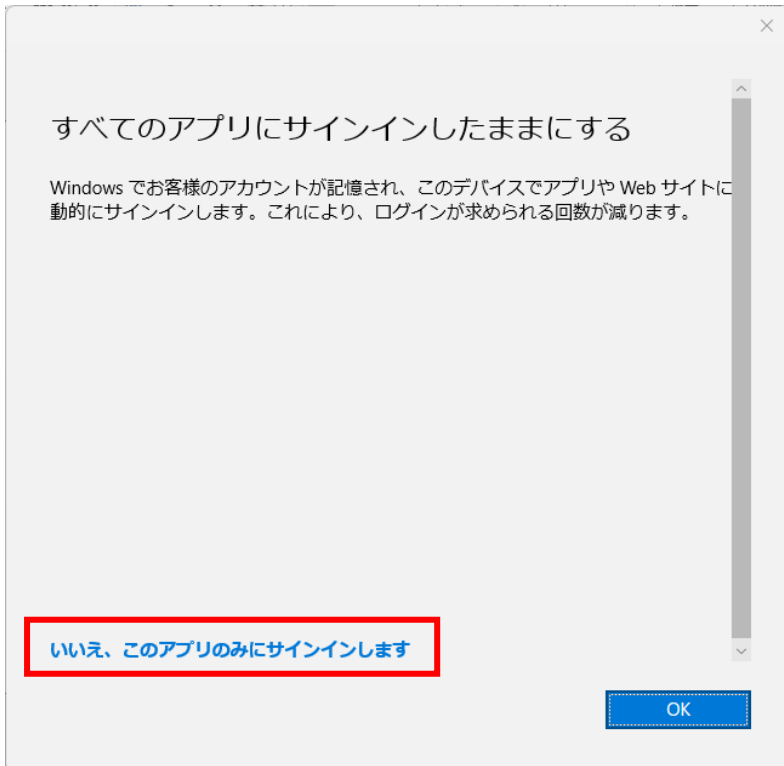 すべてのアプリにサインインしたままにする
Windows でお客様のアカウントが記憶され、このデバイスでアプリや Web サイトに
動的にサインインします。これにより、ログインが求められる回数が減ります。
いいえ、このアプリのみにサインインします
OK